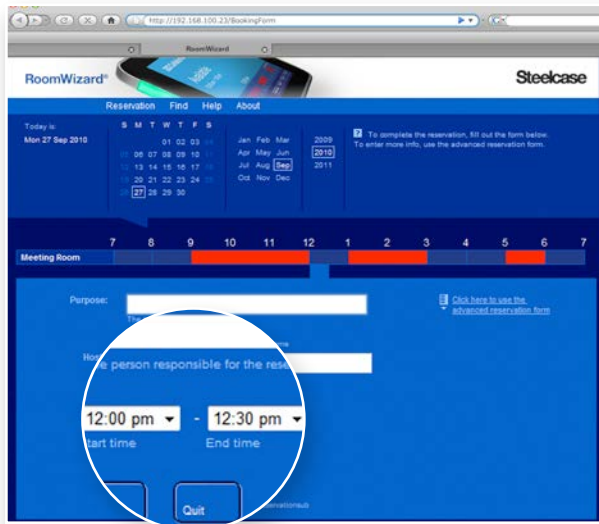 http://192.168.100.23/BookingForm
RoomWizard
RoomWizard®
Steelcase
Reservation Find Help About
Today is:
Mon 27 Sep 2010
S M T W T F S
01 02 03
06 07 08 09 10
13 14 15 16 17
20 21 22 23 24
27 28 29 30
Jan Feb Mar
Apr May Jun
Jul Aug Sep
Oct Nov Dec
2009
2010
2011
? To complete the reservation, fill out the form below.
To enter more info, use the advanced reservation form.
7 8 9 10 11 12 1 2 3 4 5 6 7
Meeting Room
Purpose:
Click here to use the
advanced reservation form
person responsible for the
12:00 pm - 12:30 pm
End time
Quit